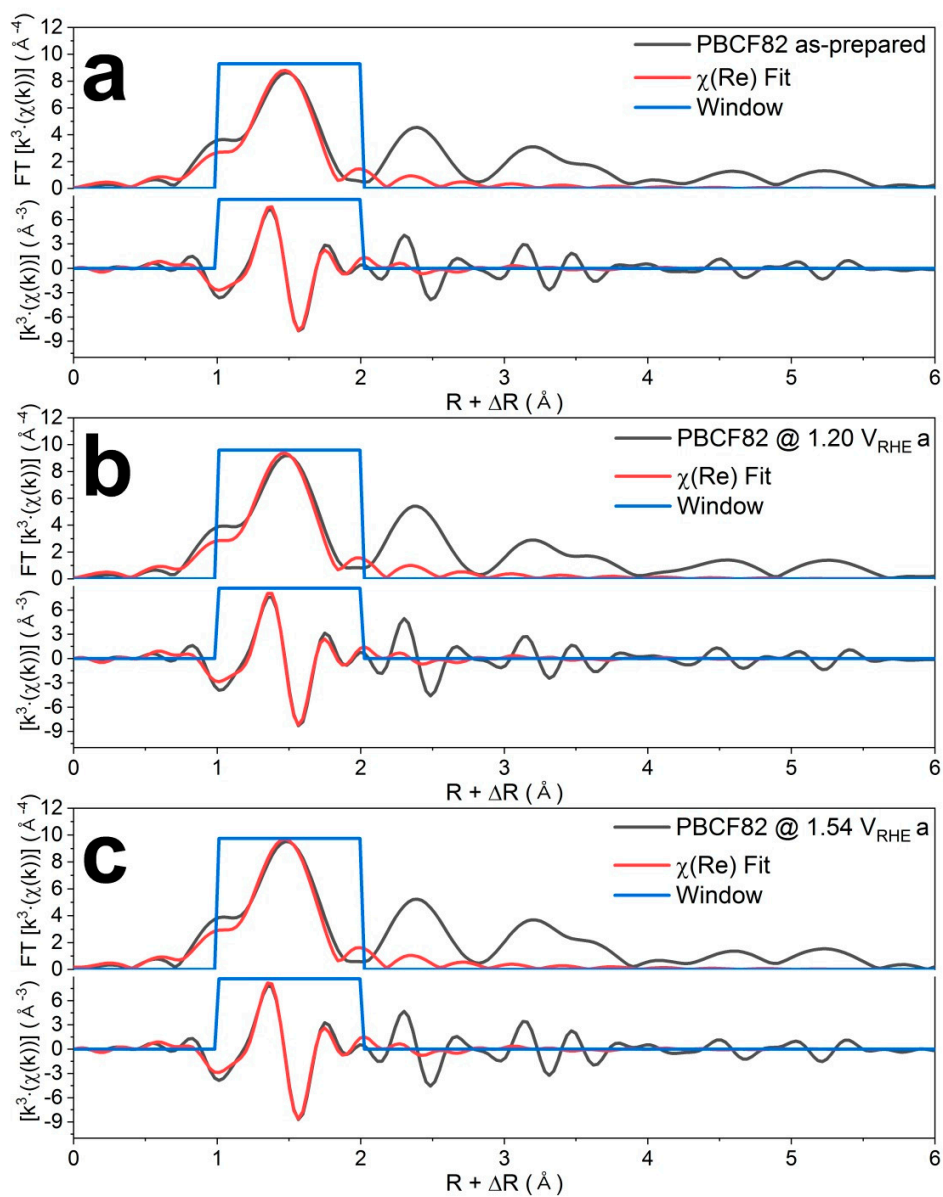 a
PBCF82 as-prepared
χ(Re) Fit
Window
FT [k³·(χ(k))] (Å⁻⁴)
12
10
8
6
4
2
0
[k³·(χ(k))] (Å⁻³)
6
3
0
-3
-6
-9
0 1 2 3 4 5 6
R + ΔR (Å)
b
PBCF82 @ 1.20 V_RHE a
χ(Re) Fit
Window
FT [k³·(χ(k))] (Å⁻⁴)
12
10
8
6
4
2
0
[k³·(χ(k))] (Å⁻³)
6
3
0
-3
-6
-9
0 1 2 3 4 5 6
R + ΔR (Å)
c
PBCF82 @ 1.54 V_RHE a
χ(Re) Fit
Window
FT [k³·(χ(k))] (Å⁻⁴)
12
10
8
6
4
2
0
[k³·(χ(k))] (Å⁻³)
6
3
0
-3
-6
-9
0 1 2 3 4 5 6
R + ΔR (Å)